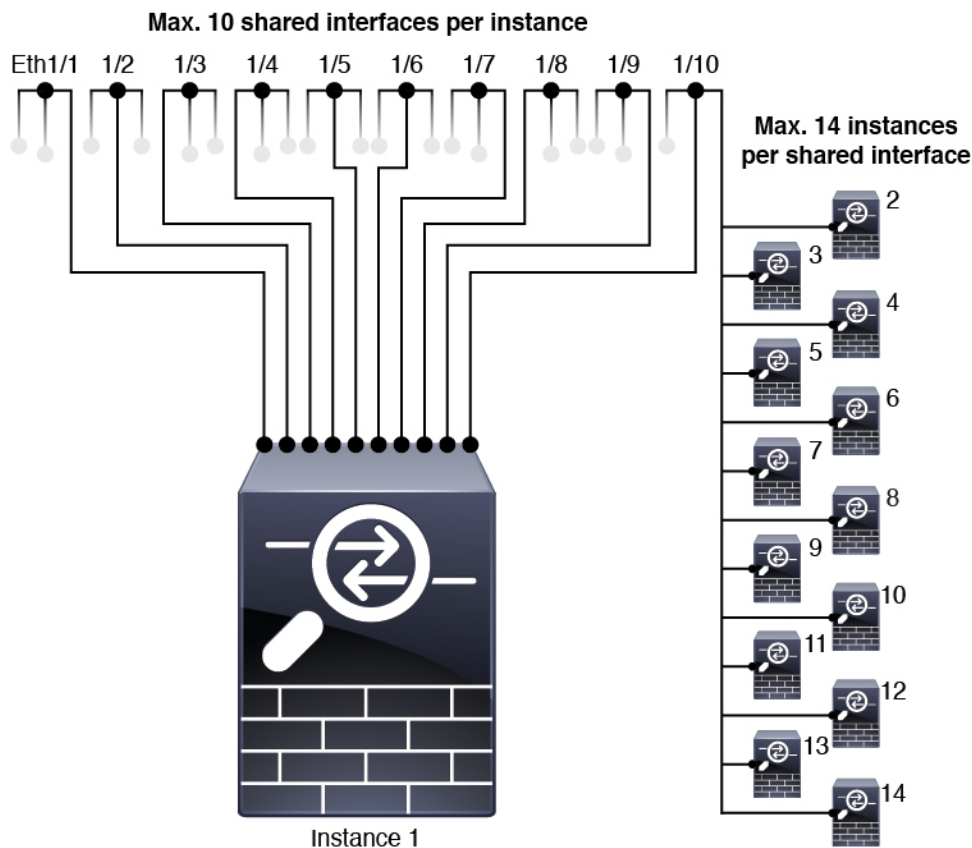 Max. 10 shared interfaces per instance
Eth1/1 1/2 1/3 1/4 1/5 1/6 1/7 1/8 1/9 1/10
Max. 14 instances
per shared interface
2
3
4
5
6
7
8
9
10
11
12
13
14
Instance 1